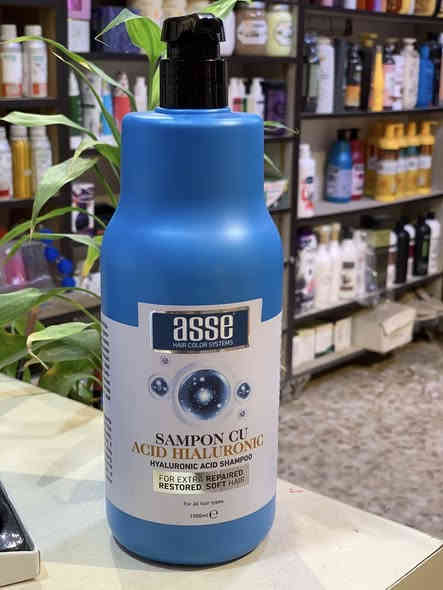 asse
HAIR COLOR SYSTEMS
SAMPON CU
ACID HIALURONIC
HYALURONIC ACID SHAMPOO
FOR EXTRA REPAIRED,
RESTORED, SOFT HAIR
For all hair types
1000ml ℮